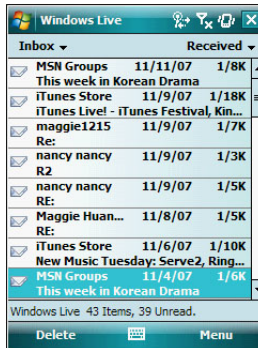 Windows Live
Inbox Received
MSN Groups 11/11/07 1/8K
This week in Korean Drama
iTunes Store 11/9/07 1/18K
iTunes Live! - iTunes Festival, Kin...
maggie1215 11/9/07 1/7K
Re:
nancy nancy 11/9/07 1/3K
R2
nancy nancy 11/9/07 1/5K
RE:
Maggie Huan... 11/8/07 1/5K
RE:
iTunes Store 11/6/07 1/10K
New Music Tuesday: Serve2, Ring...
MSN Groups 11/4/07 1/6K
This week in Korean Drama
Windows Live 43 Items, 39 Unread.
Delete Menu